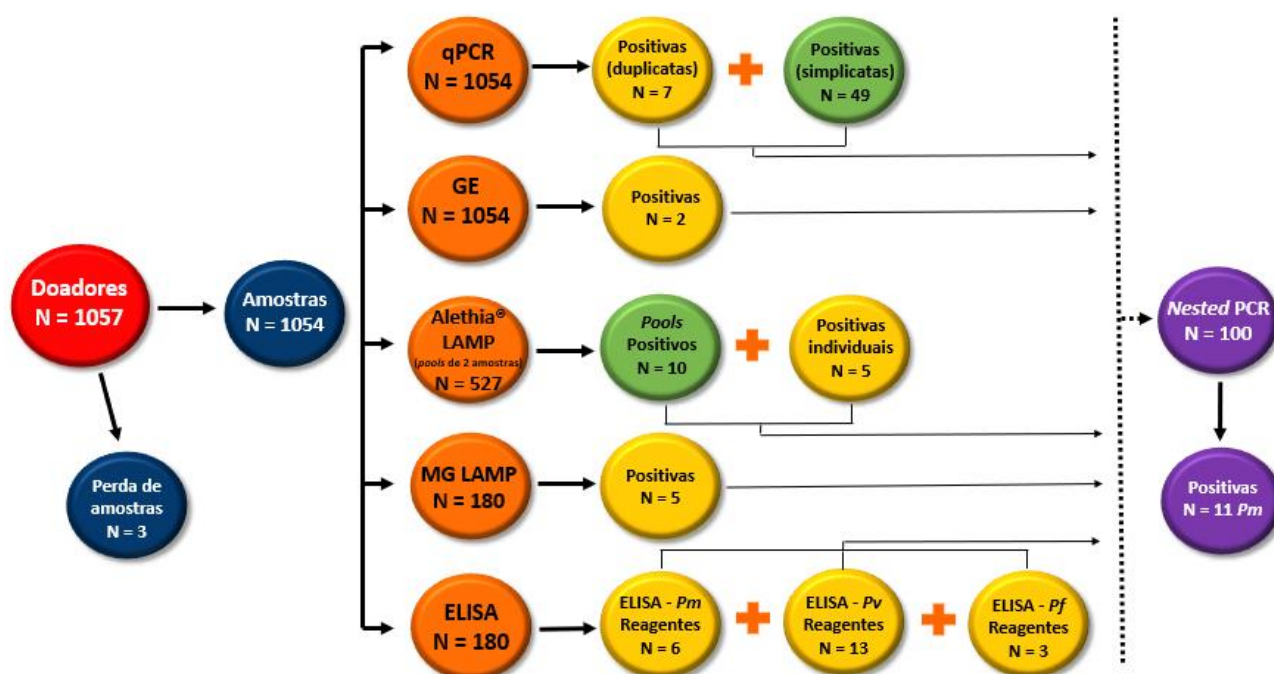 Doadores
N = 1057
Perda de
amostras
N = 3
Amostras
N = 1054
qPCR
N = 1054
Positivas
(duplicatas)
N = 7
Positivas
(simplicatas)
N = 49
GE
N = 1054
Positivas
N = 2
Alethia®
LAMP
(pools de 2 amostras)
N = 527
Pools
Positivos
N = 10
Positivas
individuais
N = 5
MG LAMP
N = 180
Positivas
N = 5
ELISA
N = 180
ELISA - Pm
Reagentes
N = 6
ELISA - Pv
Reagentes
N = 13
ELISA - Pf
Reagentes
N = 3
Nested PCR
N = 100
Positivas
N = 11 Pm